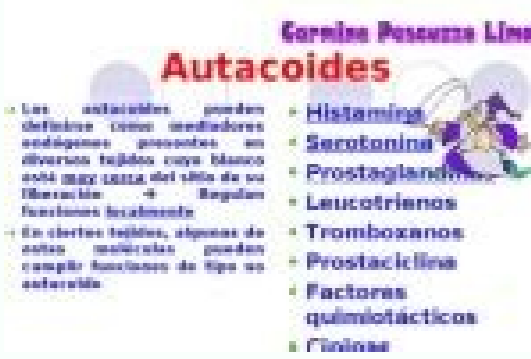 Carmine Pascuzzo Lima
Autacoides
Los autacoides pueden
definirse como mediadores
endógenos presentes en
diversos tejidos cuyo blanco
está muy cerca del sitio de su
liberación → Regulan
funciones localmente
En ciertos tejidos, algunas de
estas moléculas pueden
cumplir funciones de tipo no
autacoide
Histamina
Serotonina
Prostaglandinas
Leucotrienos
Tromboxanos
Prostaciclina
Factores
quimiotácticos